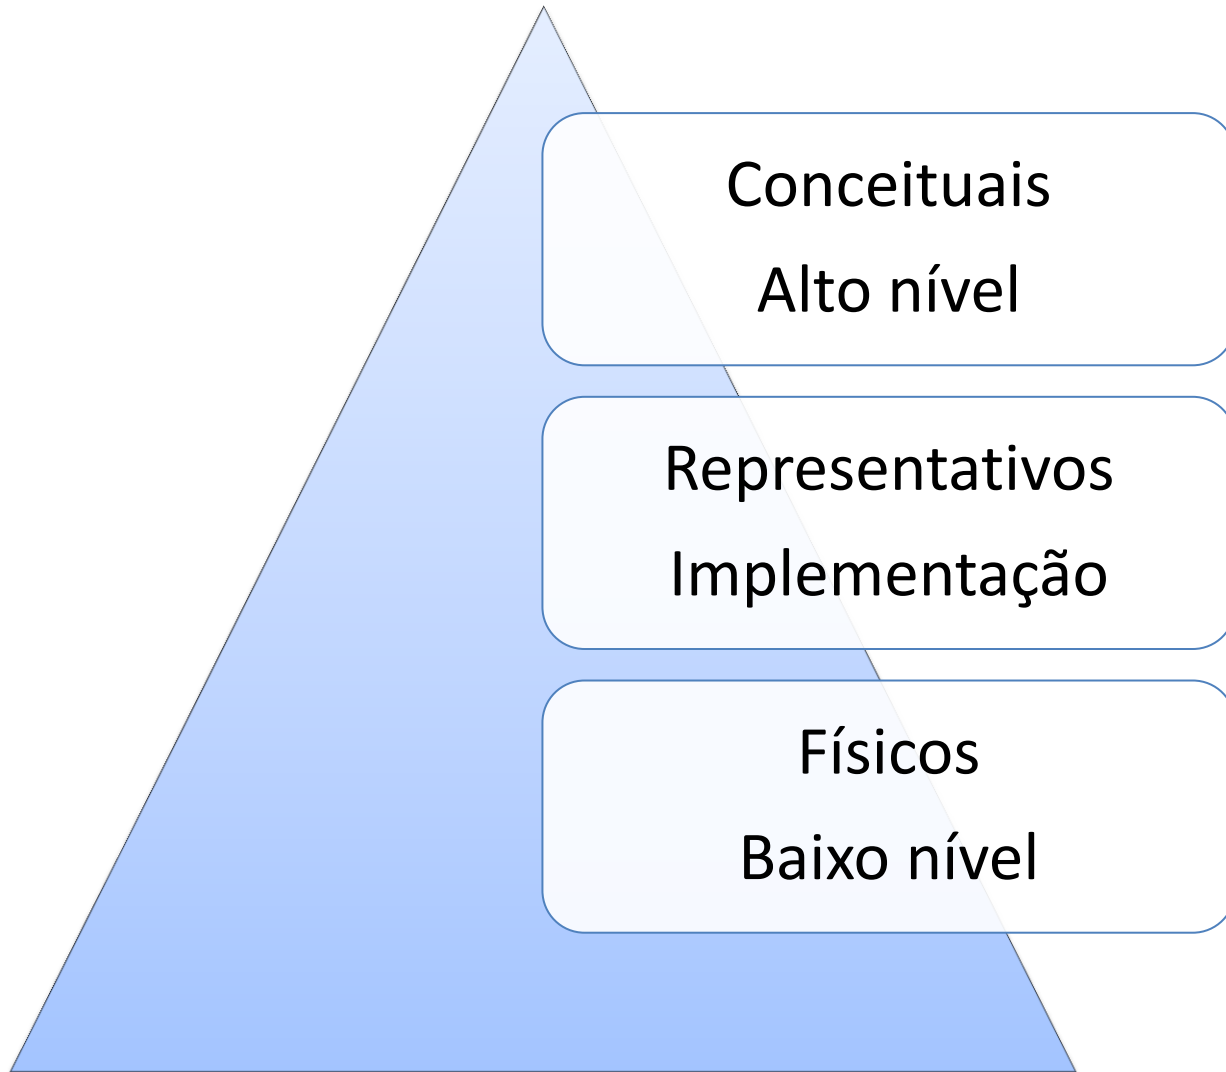 Conceituais
Alto nível
Representativos
Implementação
Físicos
Baixo nível